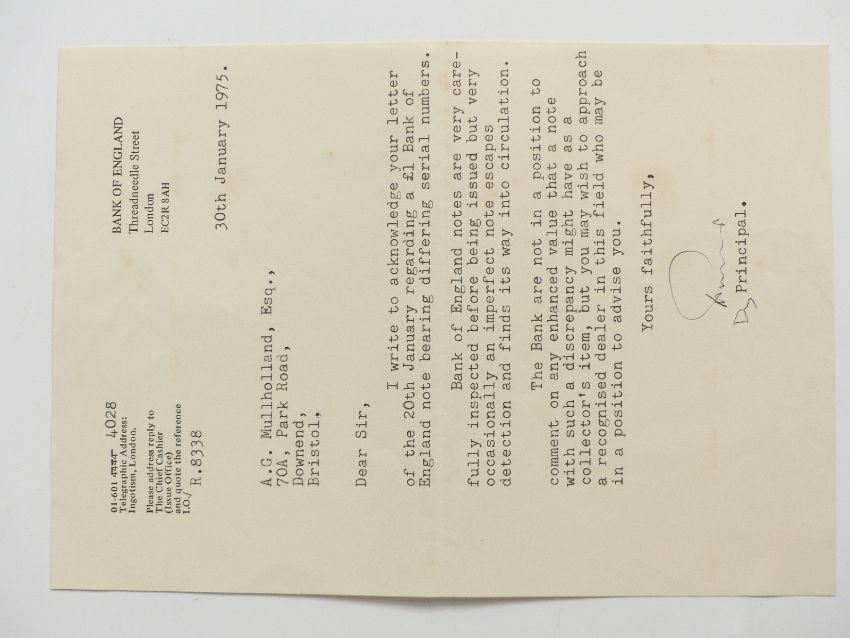 01-601 4444 4028
Telegraphic Address:
Ingotism, London.
Please address reply to
The Chief Cashier
(Issue Office)
and quote the reference
I.O./
R.8338
BANK OF ENGLAND
Threadneedle Street
London
EC2R 8AH
30th January 1975.
A.G. Mullholland, Esq.,
70A, Park Road,
Downend,
Bristol.
Dear Sir,
I write to acknowledge your letter
of the 20th January regarding a £1 Bank of
England note bearing differing serial numbers.
Bank of England notes are very care-
fully inspected before being issued but very
occasionally an imperfect note escapes
detection and finds its way into circulation.
The Bank are not in a position to
comment on any enhanced value that a note
with such a discrepancy might have as a
collector's item, but you may wish to approach
a recognised dealer in this field who may be
in a position to advise you.
Yours faithfully,
Dy Principal.